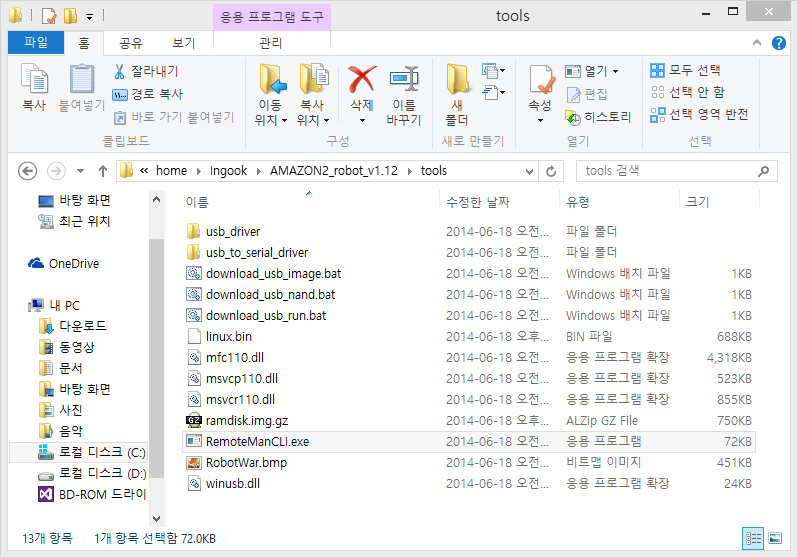 응용 프로그램 도구
tools
파일 홈 공유 보기 관리
복사
붙여넣기
잘라내기
경로 복사
바로 가기 붙여넣기
클립보드
이동 위치
복사 위치
삭제
이름 바꾸기
구성
새 폴더
새로 만들기
속성
열기
편집
히스토리
열기
모두 선택
선택 안 함
선택 영역 반전
선택
« home Ingook AMAZON2_robot_v1.12 tools
tools 검색
바탕 화면
최근 위치
OneDrive
내 PC
다운로드
동영상
문서
바탕 화면
사진
음악
로컬 디스크 (C:)
로컬 디스크 (D:)
BD-ROM 드라이
이름 수정한 날짜 유형 크기
usb_driver 2014-06-18 오전... 파일 폴더
usb_to_serial_driver 2014-06-18 오전... 파일 폴더
download_usb_image.bat 2014-06-18 오전... Windows 배치 파일 1KB
download_usb_nand.bat 2014-06-18 오전... Windows 배치 파일 1KB
download_usb_run.bat 2014-06-18 오전... Windows 배치 파일 1KB
linux.bin 2014-06-18 오후... BIN 파일 688KB
mfc110.dll 2014-06-18 오전... 응용 프로그램 확장 4,318KB
msvcp110.dll 2014-06-18 오전... 응용 프로그램 확장 523KB
msvcr110.dll 2014-06-18 오전... 응용 프로그램 확장 855KB
ramdisk.img.gz 2014-06-18 오후... ALZip GZ File 750KB
RemoteManCLI.exe 2014-06-18 오전... 응용 프로그램 72KB
RobotWar.bmp 2014-06-18 오전... 비트맵 이미지 451KB
winusb.dll 2014-06-18 오전... 응용 프로그램 확장 24KB
13개 항목 1개 항목 선택함 72.0KB